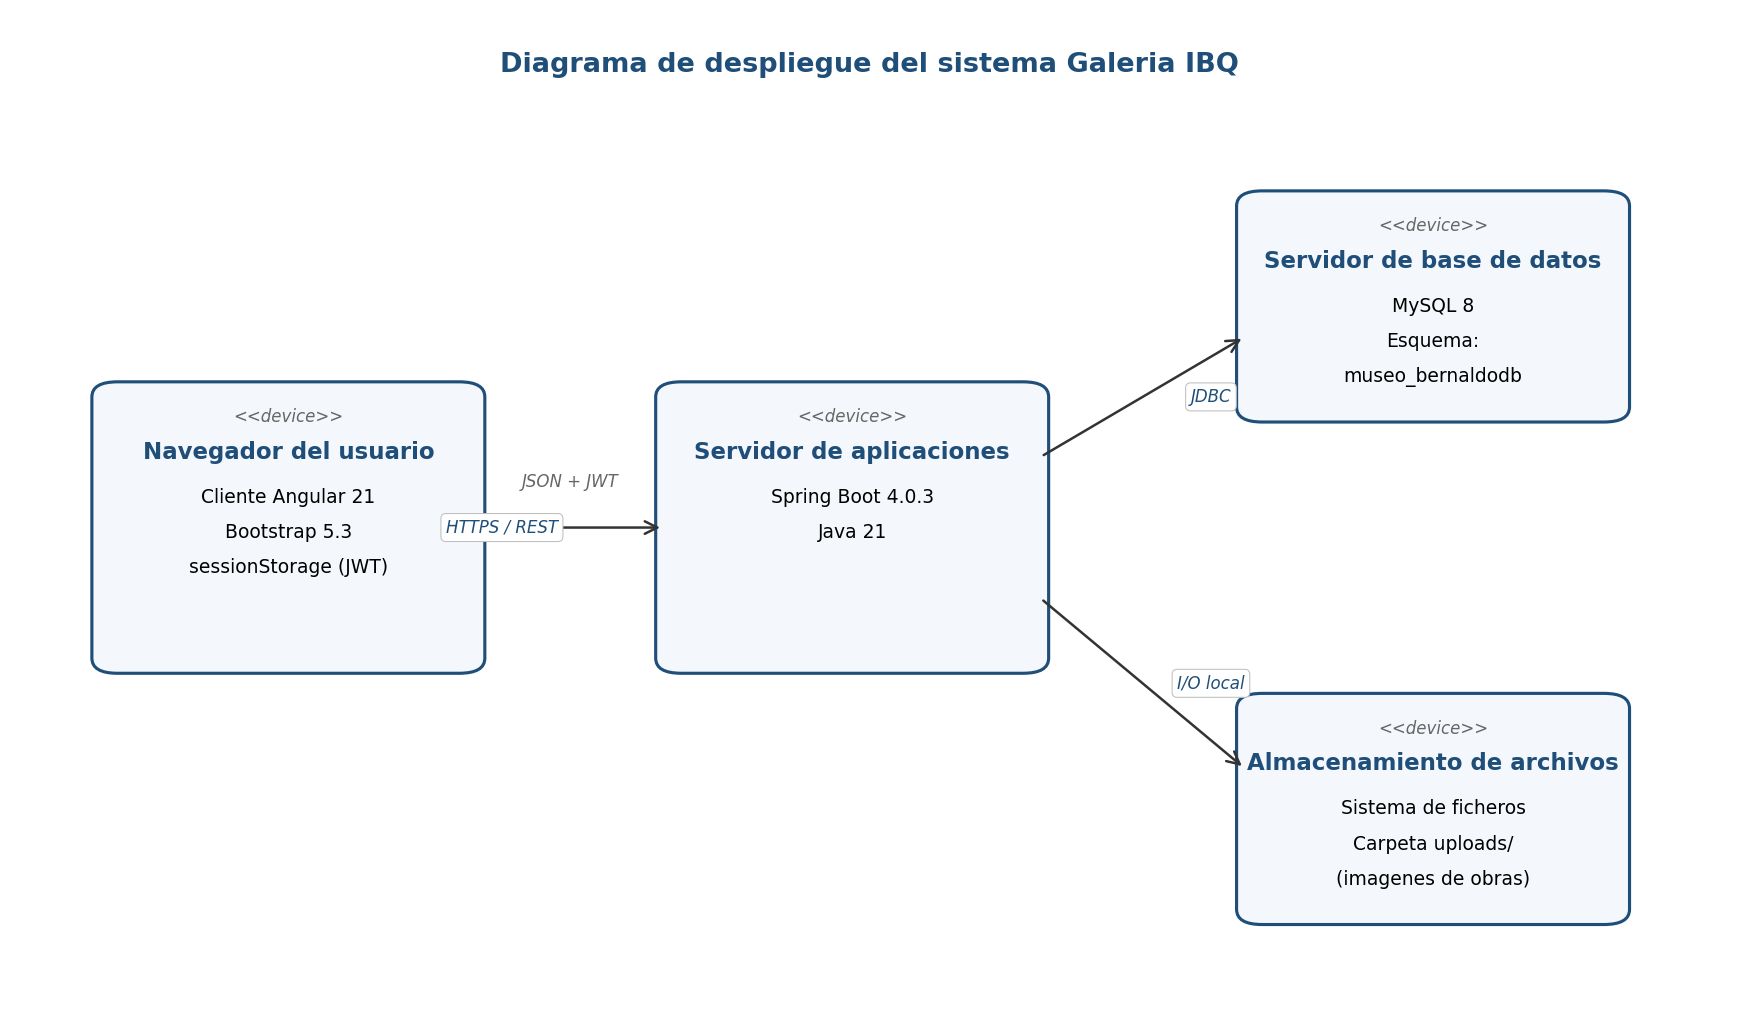 Diagrama de despliegue del sistema Galeria IBQ
<<device>>
Navegador del usuario
Cliente Angular 21
Bootstrap 5.3
sessionStorage (JWT)
JSON + JWT
HTTPS / REST
<<device>>
Servidor de aplicaciones
Spring Boot 4.0.3
Java 21
JDBC
<<device>>
Servidor de base de datos
MySQL 8
Esquema:
museo_bernaldodb
I/O local
<<device>>
Almacenamiento de archivos
Sistema de ficheros
Carpeta uploads/
(imagenes de obras)